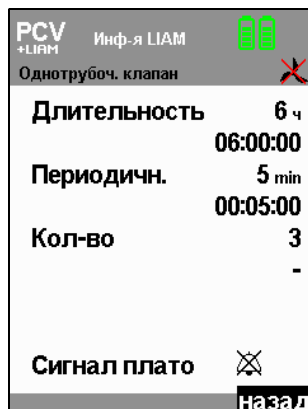 PCV Инф-я LIAM
+LIAM
Однотрубоч. клапан
Длительность 6 ч
06:00:00
Периодичн. 5 min
00:05:00
Кол-во 3
-
Сигнал плато
назад